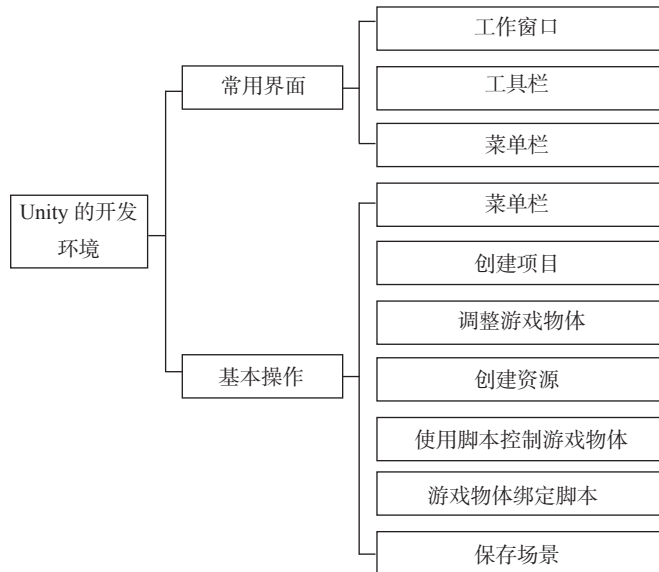 Unity 的开发
环境
常用界面
工作窗口
工具栏
菜单栏
基本操作
菜单栏
创建项目
调整游戏物体
创建资源
使用脚本控制游戏物体
游戏物体绑定脚本
保存场景